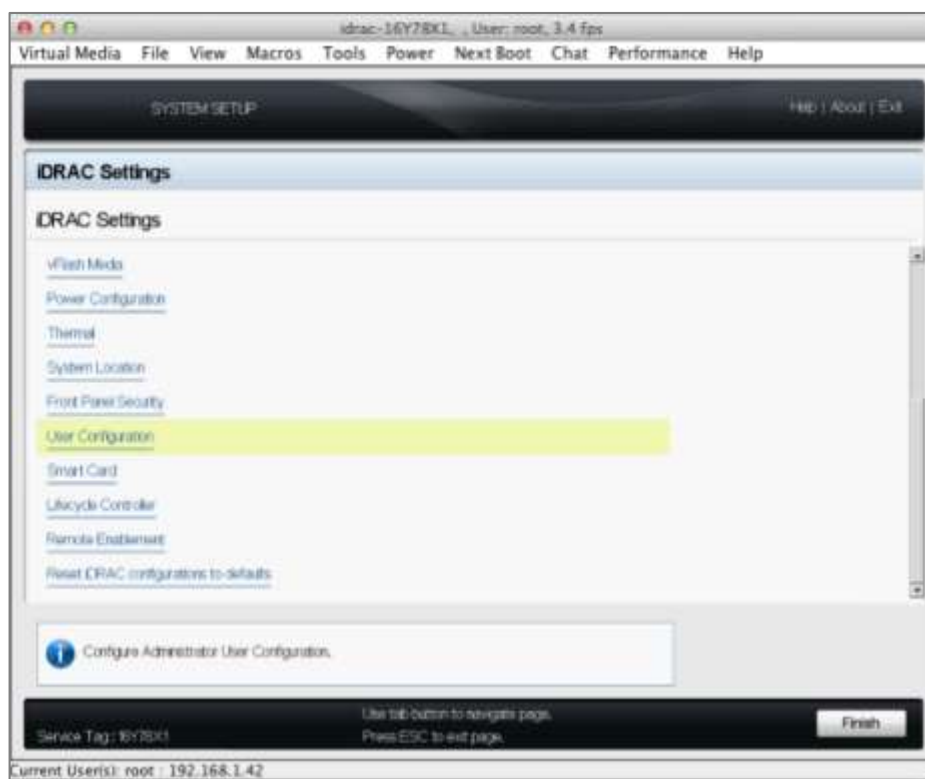 idrac-16Y78X1, , User: root, 3.4 fps
Virtual Media File View Macros Tools Power Next Boot Chat Performance Help
SYSTEM SETUP
Help | About | Exit
iDRAC Settings
iDRAC Settings
vFlash Media
Power Configuration
Thermal
System Location
Front Panel Security
User Configuration
Smart Card
Lifecycle Controller
Remote Enablement
Reset iDRAC configurations to defaults
Configure Administrator User Configuration.
Use tab button to navigate page.
Press ESC to exit page.
Service Tag : 16Y78X1
Finish
Current User(s): root : 192.168.1.42